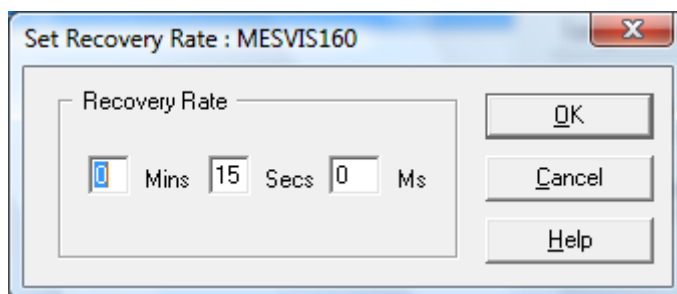 Set Recovery Rate : MESVIS160
Recovery Rate
0 Mins 15 Secs 0 Ms
OK
Cancel
Help